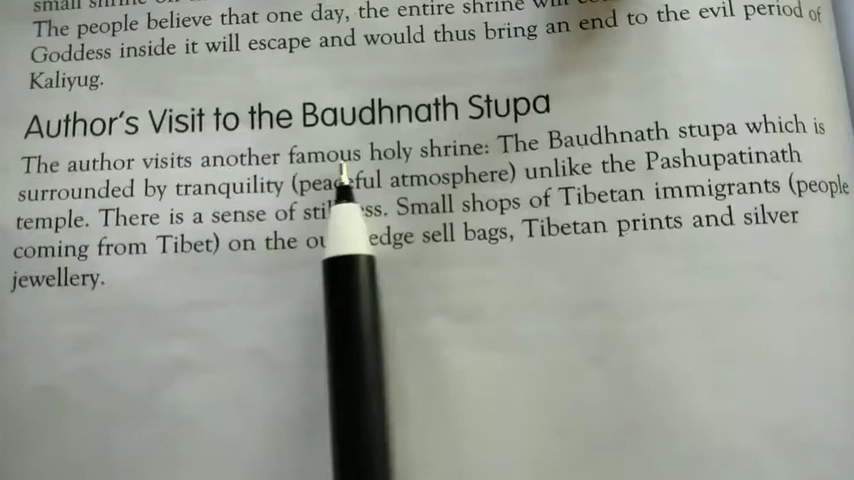 small shrine
The people believe that one day, the entire shrine will
Goddess inside it will escape and would thus bring an end to the evil period of
Kaliyug.
Author's Visit to the Baudhnath Stupa
The author visits another famous holy shrine: The Baudhnath stupa which is
surrounded by tranquility (peaceful atmosphere) unlike the Pashupatinath
temple. There is a sense of stillness. Small shops of Tibetan immigrants (people
coming from Tibet) on the edge sell bags, Tibetan prints and silver
jewellery.